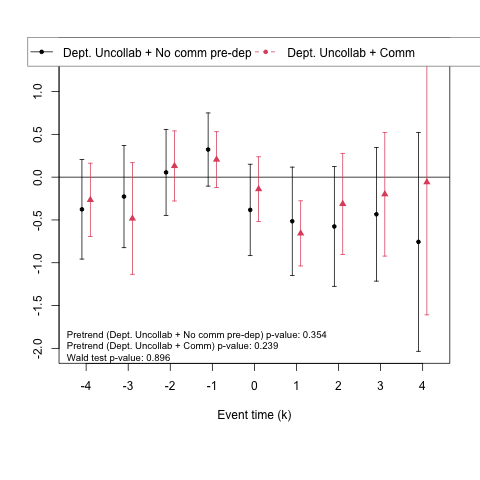 Dept. Uncollab + No comm pre-dep Dept. Uncollab + Comm
1.0
0.5
0.0
-0.5
-1.0
-1.5
-2.0
Pretrend (Dept. Uncollab + No comm pre-dep) p-value: 0.354
Pretrend (Dept. Uncollab + Comm) p-value: 0.239
Wald test p-value: 0.896
-4 -3 -2 -1 0 1 2 3 4
Event time (k)